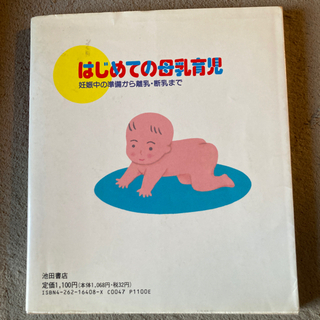 はじめての母乳育児
妊娠中の準備から離乳・断乳まで
池田書店
定価1,100円(本体1,068円・税32円)
ISBN4-262-16408-X C0047 P1100E